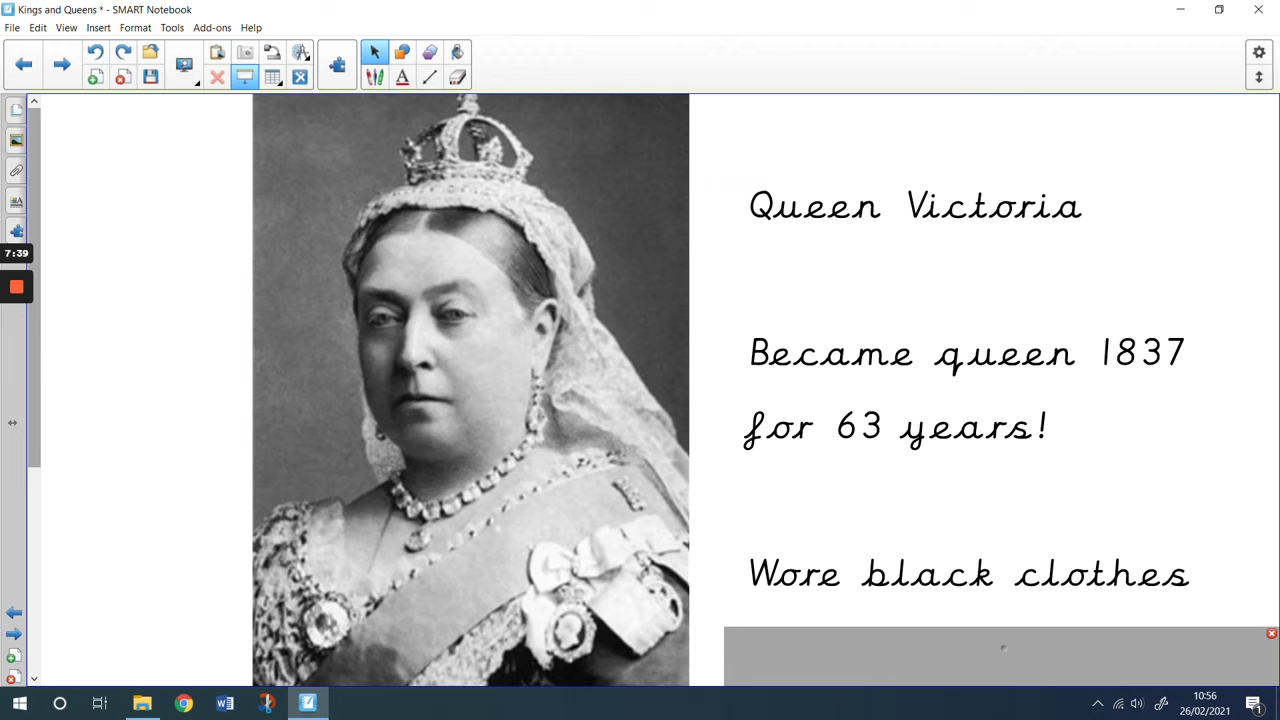 Kings and Queens * - SMART Notebook
File Edit View Insert Format Tools Add-ons Help
Queen Victoria
7:39
Became queen 1837
for 63 years!
Wore black clothes
10:56
26/02/2021
1